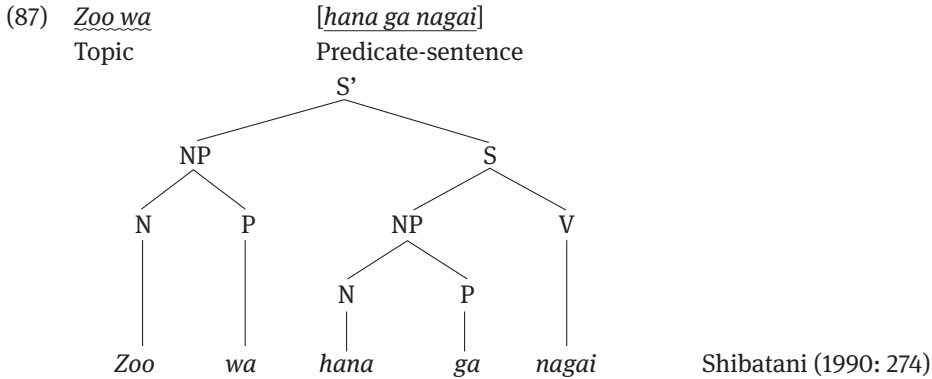 (87) Zoo wa [hana ga nagai]
Topic Predicate-sentence
S’
NP S
N P NP V
N P
Zoo wa hana ga nagai Shibatani (1990: 274)